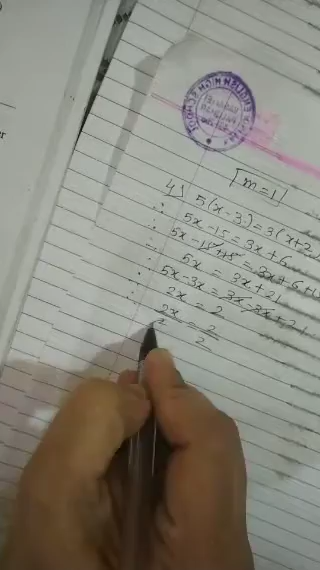 m=1
4) 5(x-3)=3(x+2)
∴ 5x-15=3x+6
∴ 5x-15+15=3x+6+15
∴ 5x = 3x+21
∴ 5x-3x=3x-3x+21
∴ 2x = 2
∴ 2x/2 = 2/2